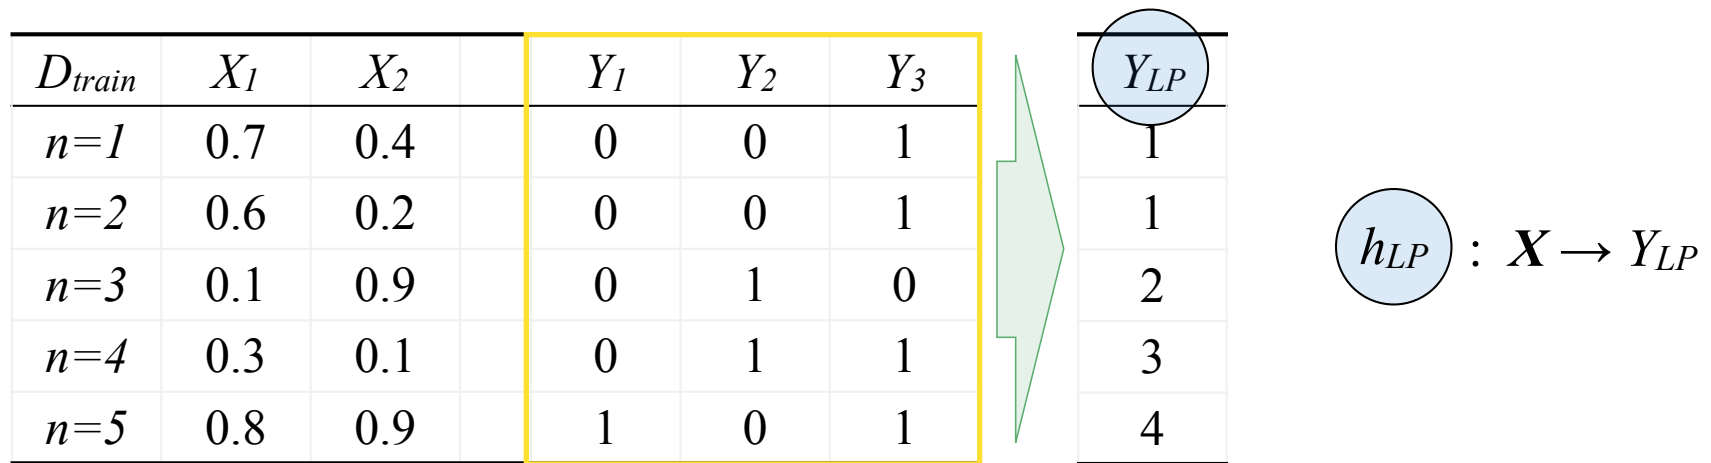 Dtrain X1 X2 Y1 Y2 Y3 YLP
n=1 0.7 0.4 0 0 1 1
n=2 0.6 0.2 0 0 1 1
n=3 0.1 0.9 0 1 0 2
n=4 0.3 0.1 0 1 1 3
n=5 0.8 0.9 1 0 1 4
hLP : X → YLP